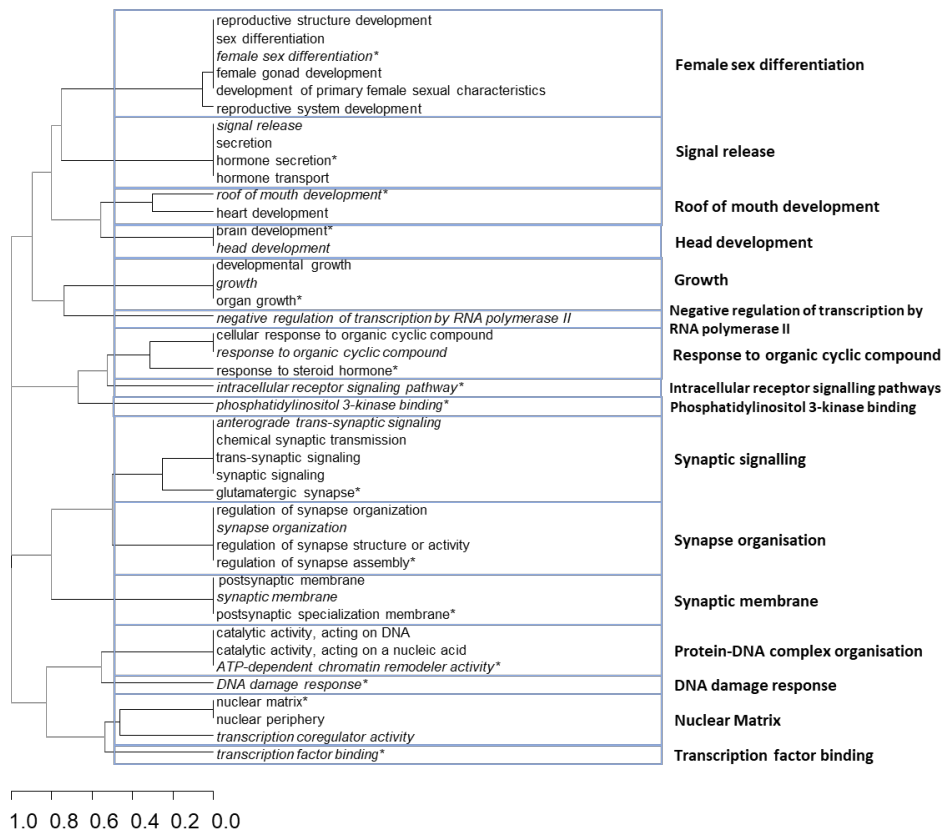 reproductive structure development
sex differentiation
female sex differentiation*
female gonad development
development of primary female sexual characteristics
reproductive system development
Female sex differentiation
signal release
secretion
hormone secretion*
hormone transport
Signal release
roof of mouth development*
heart development
Roof of mouth development
brain development*
head development
Head development
developmental growth
growth
organ growth*
Growth
negative regulation of transcription by RNA polymerase II
Negative regulation of transcription by
RNA polymerase II
cellular response to organic cyclic compound
response to organic cyclic compound
response to steroid hormone*
Response to organic cyclic compound
intracellular receptor signaling pathway*
Intracellular receptor signalling pathways
phosphatidylinositol 3-kinase binding*
Phosphatidylinositol 3-kinase binding
anterograde trans-synaptic signaling
chemical synaptic transmission
trans-synaptic signaling
synaptic signaling
glutamatergic synapse*
Synaptic signalling
regulation of synapse organization
synapse organization
regulation of synapse structure or activity
regulation of synapse assembly*
Synapse organisation
postsynaptic membrane
synaptic membrane
postsynaptic specialization membrane*
Synaptic membrane
catalytic activity, acting on DNA
catalytic activity, acting on a nucleic acid
ATP-dependent chromatin remodeler activity*
Protein-DNA complex organisation
DNA damage response*
DNA damage response
nuclear matrix*
nuclear periphery
transcription coregulator activity
Nuclear Matrix
transcription factor binding*
Transcription factor binding
1.0 0.8 0.6 0.4 0.2 0.0